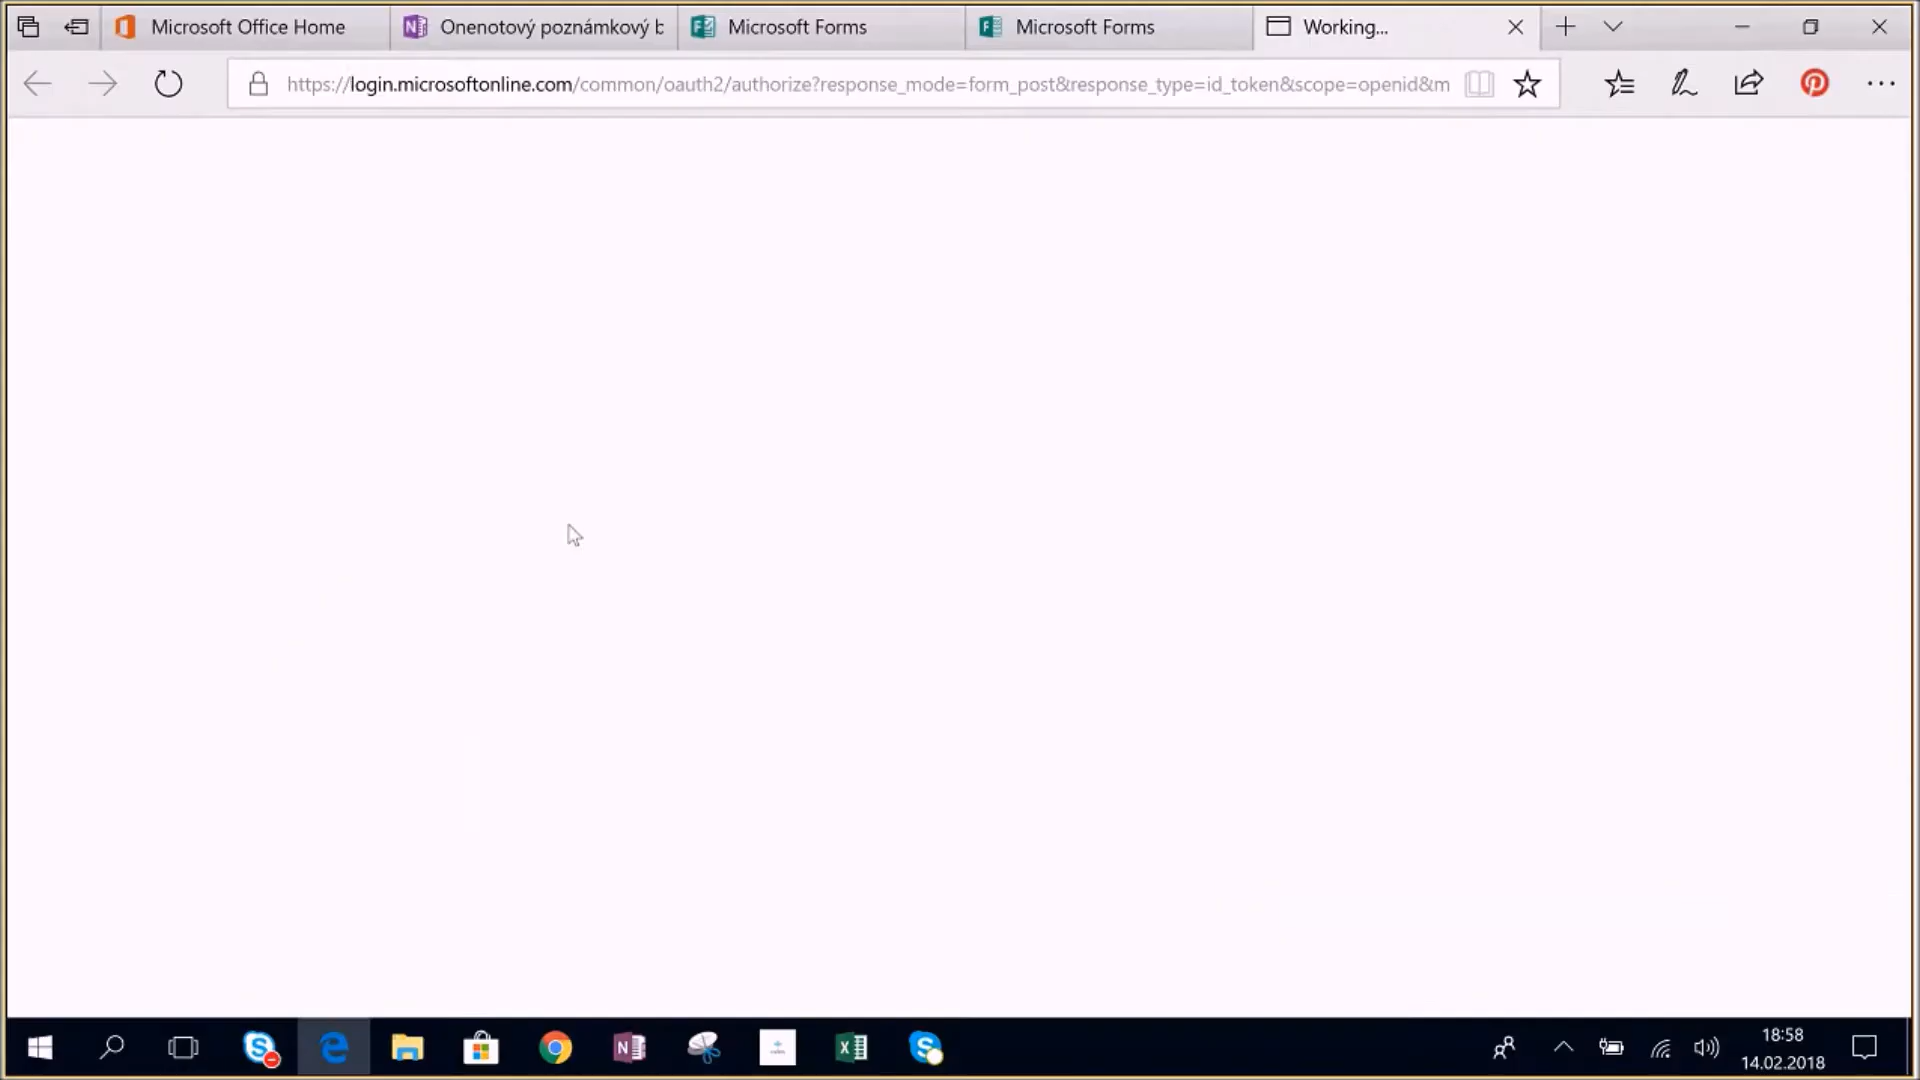 Microsoft Office Home
Onenotový poznámkový b
Microsoft Forms
Microsoft Forms
Working...
https://login.microsoftonline.com/common/oauth2/authorize?response_mode=form_post&response_type=id_token&scope=openid&m
18:58
14.02.2018